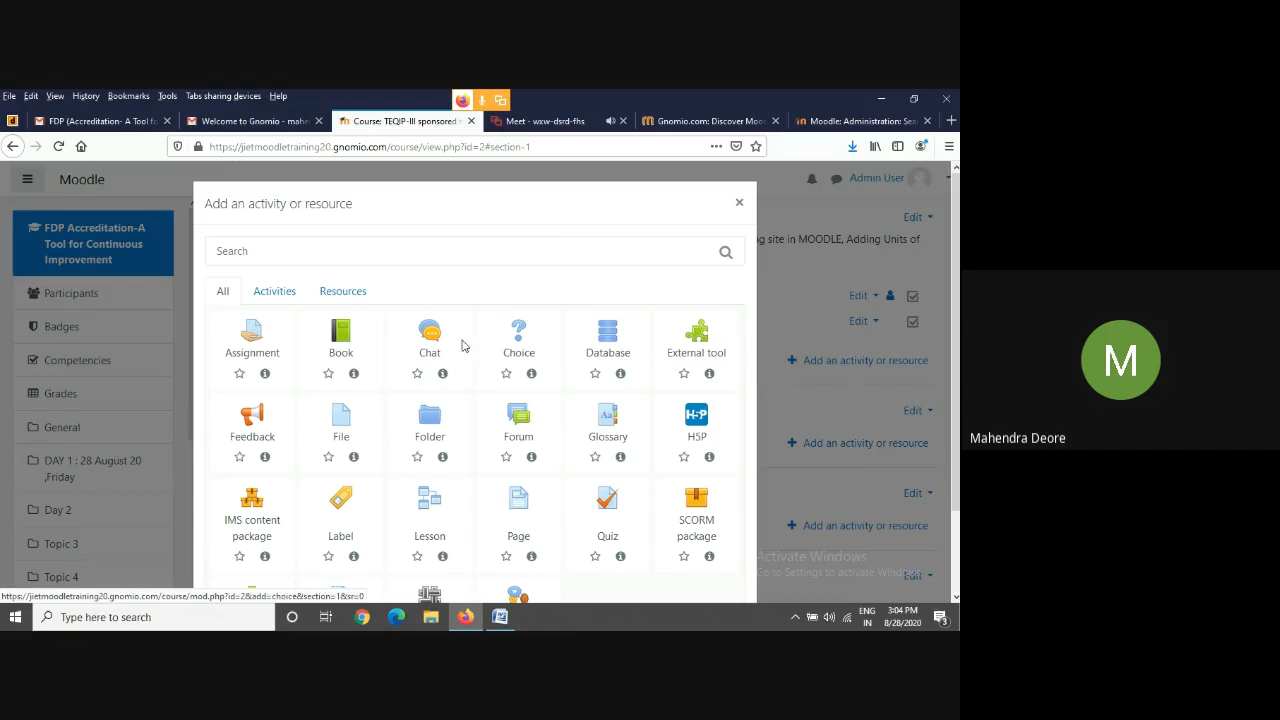 File Edit View History Bookmarks Tools Tabs sharing devices Help
FDP (Accreditation- A Tool fo
Welcome to Gnomio - mahe
Course: TEQIP-III sponsored
Meet - wxw-dsrd-fhs
Gnomio.com: Discover Moo
Moodle: Administration: Sea
https://jietmoodletraining20.gnomio.com/course/view.php?id=2#section-1
Moodle
Admin User
Add an activity or resource
Search
All Activities Resources
FDP Accreditation-A
Tool for Continuous
Improvement
Participants
Badges
Competencies
Grades
General
DAY 1 : 28 August 20
,Friday
Day 2
Topic 3
Topic 4
Assignment
Book
Chat
Choice
Database
External tool
Feedback
File
Folder
Forum
Glossary
H5P
H5P
IMS content
package
Label
Lesson
Page
Quiz
SCORM
package
Edit
g site in MOODLE, Adding Units of
Edit
Edit
Add an activity or resource
Edit
Add an activity or resource
Edit
Add an activity or resource
Activate Windows
Go to Settings to activate Windows.
Edit
https://jietmoodletraining20.gnomio.com/course/mod.php?id=2&add=choice&section=1&sr=0
Type here to search
ENG
IN
3:04 PM
8/28/2020
3
M
Mahendra Deore